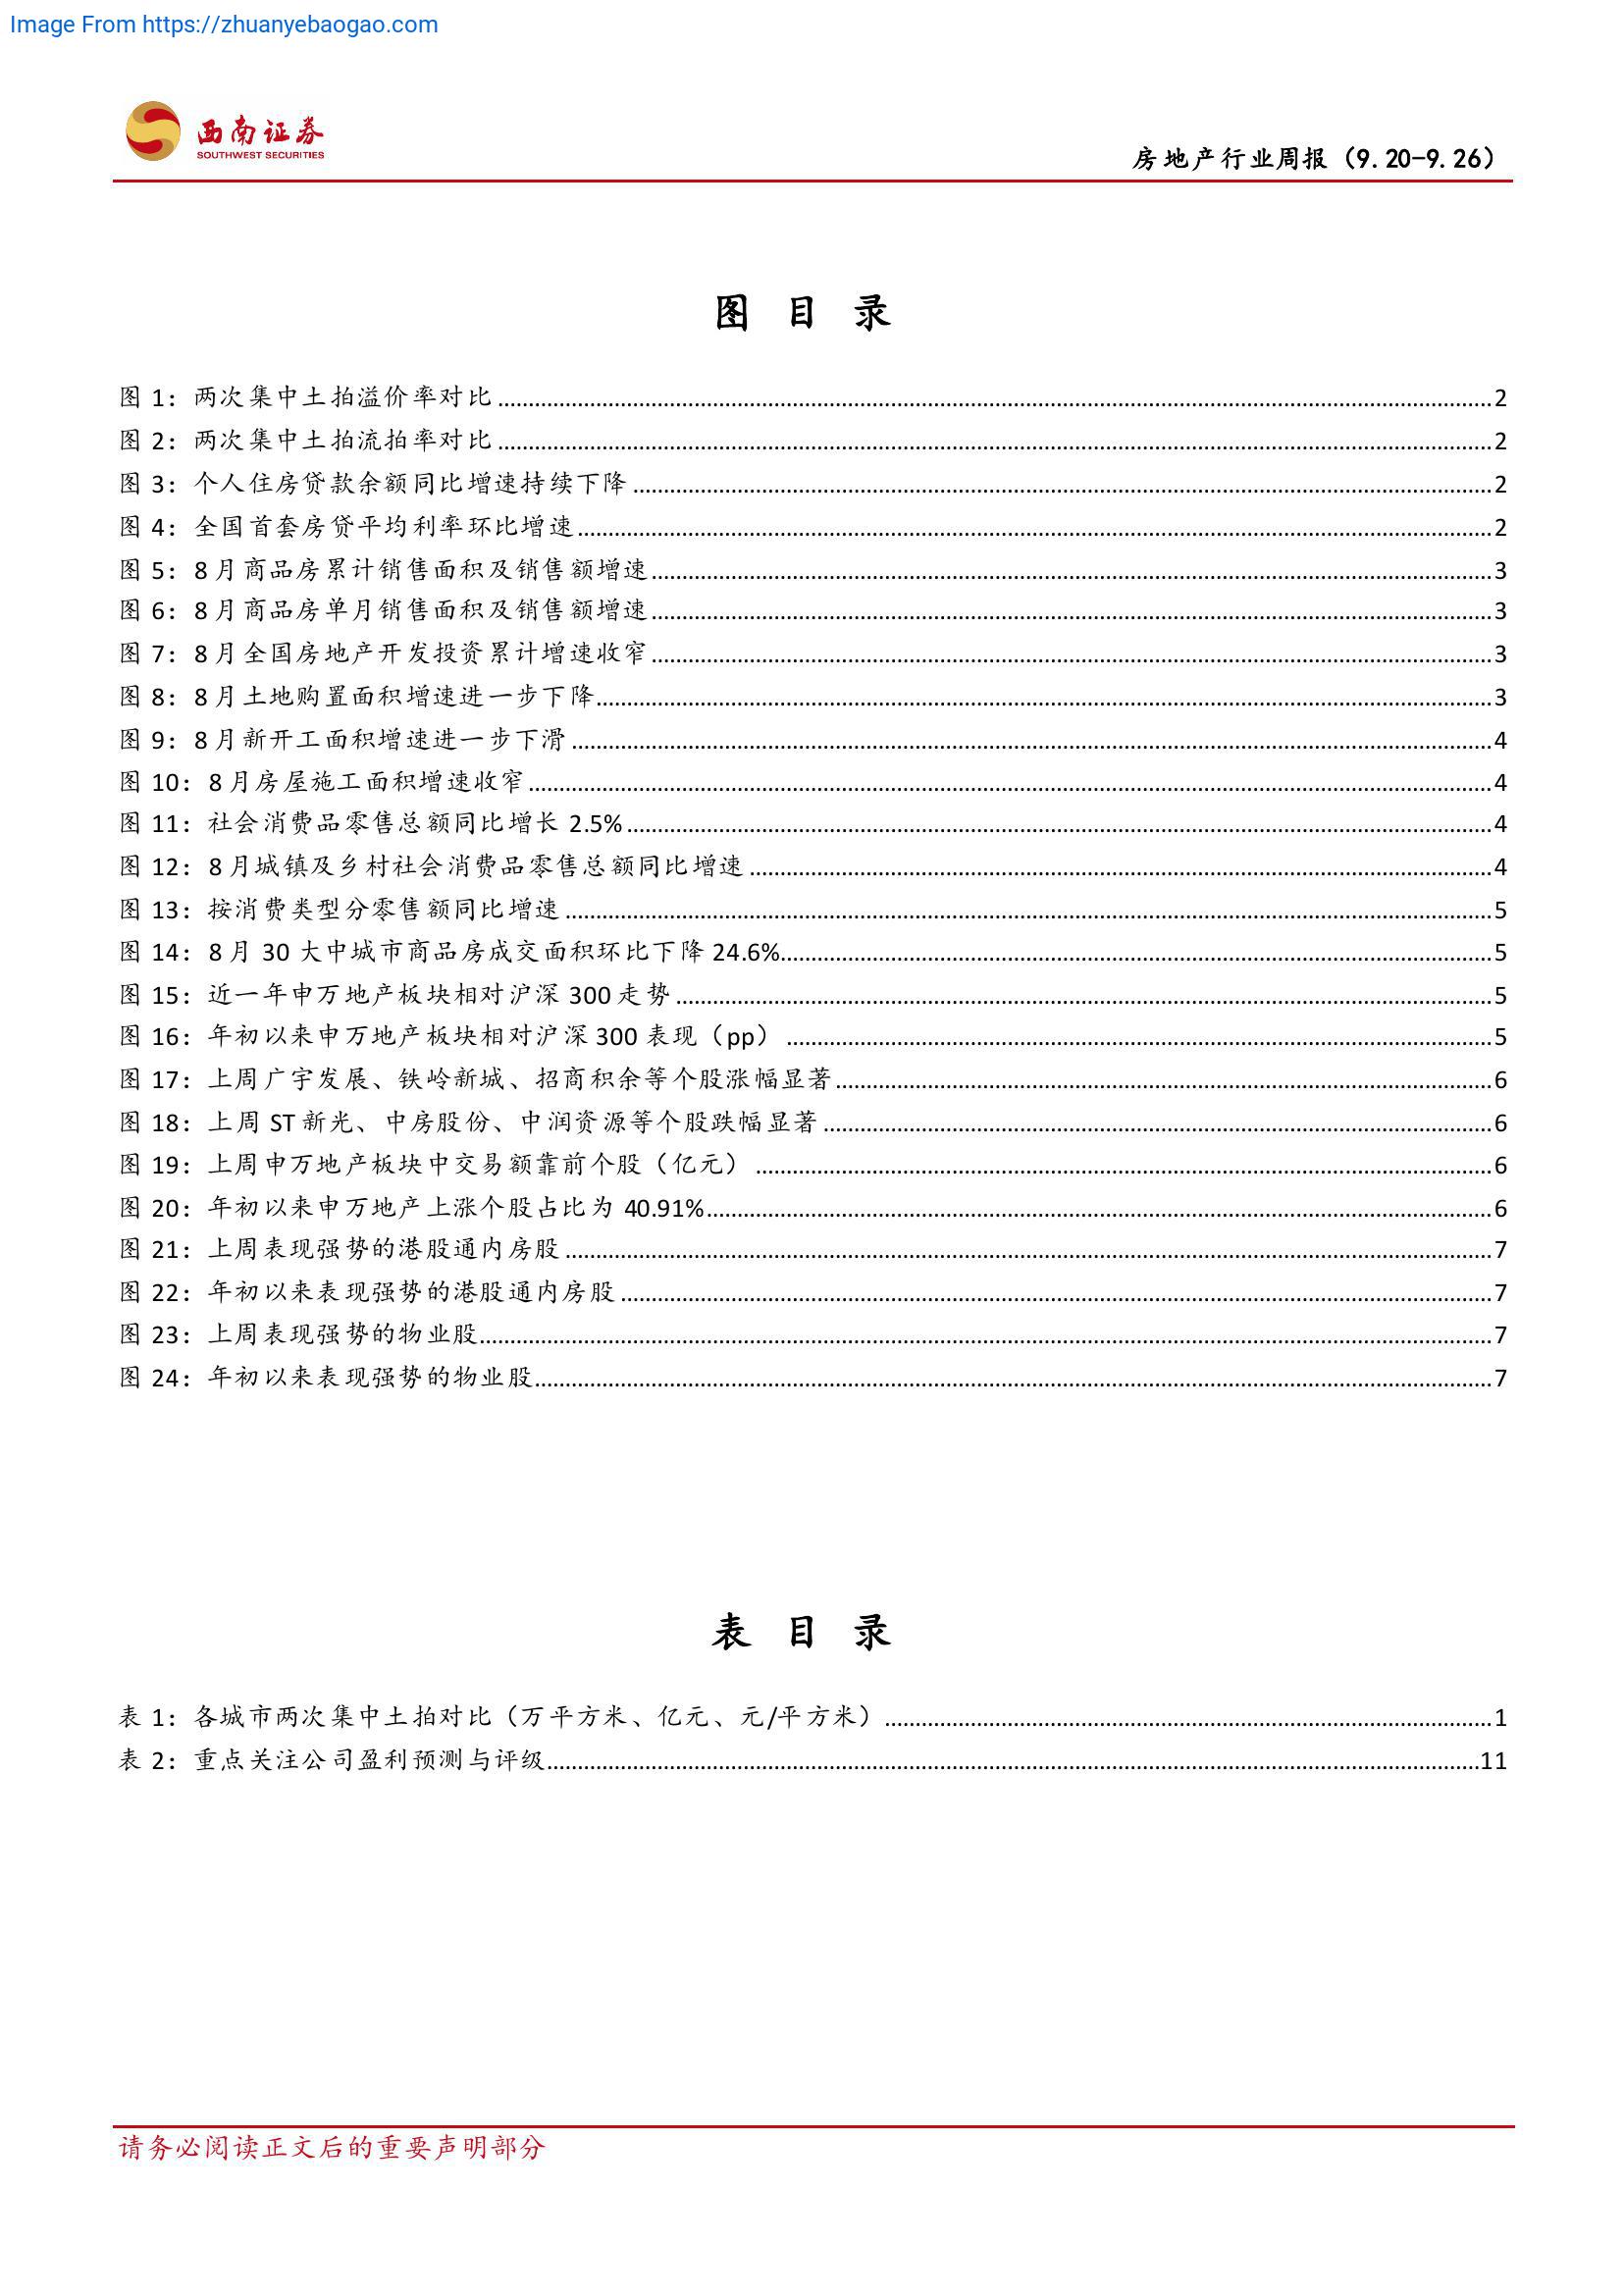 Image From https://zhuanyebaogao.com
西南证券
SOUTHWEST SECURITIES
房地产行业周报（9.20-9.26）
图 目 录
图 1：两次集中土拍溢价率对比 2
图 2：两次集中土拍流拍率对比 2
图 3：个人住房贷款余额同比增速持续下降 2
图 4：全国首套房贷平均利率环比增速 2
图 5：8 月商品房累计销售面积及销售额增速 3
图 6：8 月商品房单月销售面积及销售额增速 3
图 7：8 月全国房地产开发投资累计增速收窄 3
图 8：8 月土地购置面积增速进一步下降 3
图 9：8 月新开工面积增速进一步下滑 4
图 10：8 月房屋施工面积增速收窄 4
图 11：社会消费品零售总额同比增长 2.5% 4
图 12：8 月城镇及乡村社会消费品零售总额同比增速 4
图 13：按消费类型分零售额同比增速 5
图 14：8 月 30 大中城市商品房成交面积环比下降 24.6% 5
图 15：近一年申万地产板块相对沪深 300 走势 5
图 16：年初以来申万地产板块相对沪深 300 表现（pp） 5
图 17：上周广宇发展、铁岭新城、招商积余等个股涨幅显著 6
图 18：上周 ST 新光、中房股份、中润资源等个股跌幅显著 6
图 19：上周申万地产板块中交易额靠前个股（亿元） 6
图 20：年初以来申万地产上涨个股占比为 40.91% 6
图 21：上周表现强势的港股通内房股 7
图 22：年初以来表现强势的港股通内房股 7
图 23：上周表现强势的物业股 7
图 24：年初以来表现强势的物业股 7
表 目 录
表 1：各城市两次集中土拍对比（万平方米、亿元、元/平方米） 1
表 2：重点关注公司盈利预测与评级 11
请务必阅读正文后的重要声明部分